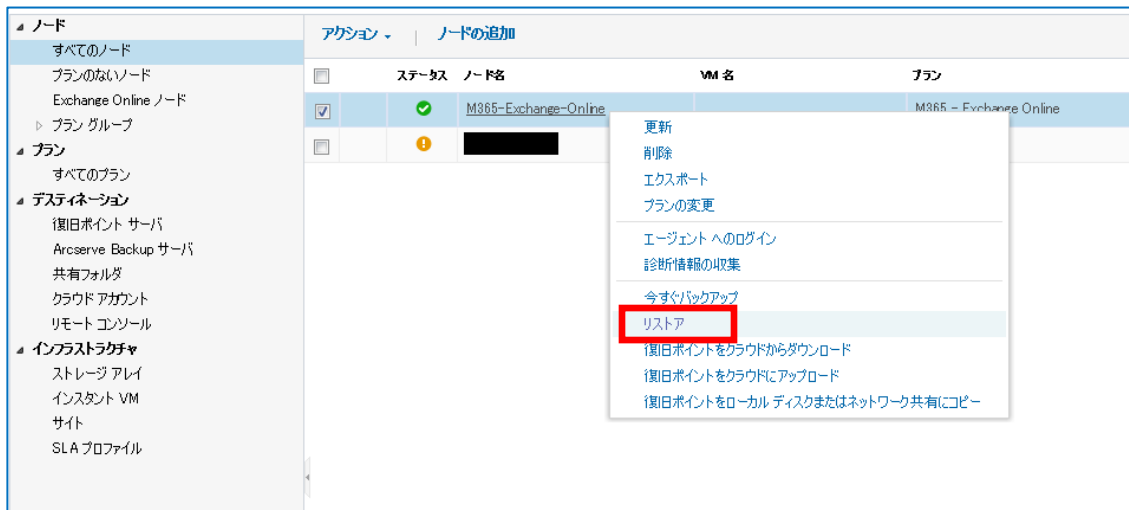 ノード
すべてのノード
プランのないノード
Exchange Online ノード
プラン グループ
プラン
すべてのプラン
デスティネーション
復旧ポイント サーバ
Arcserve Backup サーバ
共有フォルダ
クラウド アカウント
リモート コンソール
インフラストラクチャ
ストレージ アレイ
インスタント VM
サイト
SLA プロファイル
アクション | ノードの追加
ステータス ノード名 VM 名 プラン
M365-Exchange-Online M365 - Exchange Online
更新
削除
エクスポート
プランの変更
エージェント へのログイン
診断情報の収集
今すぐバックアップ
リストア
復旧ポイントをクラウドからダウンロード
復旧ポイントをクラウドにアップロード
復旧ポイントをローカル ディスクまたはネットワーク共有にコピー